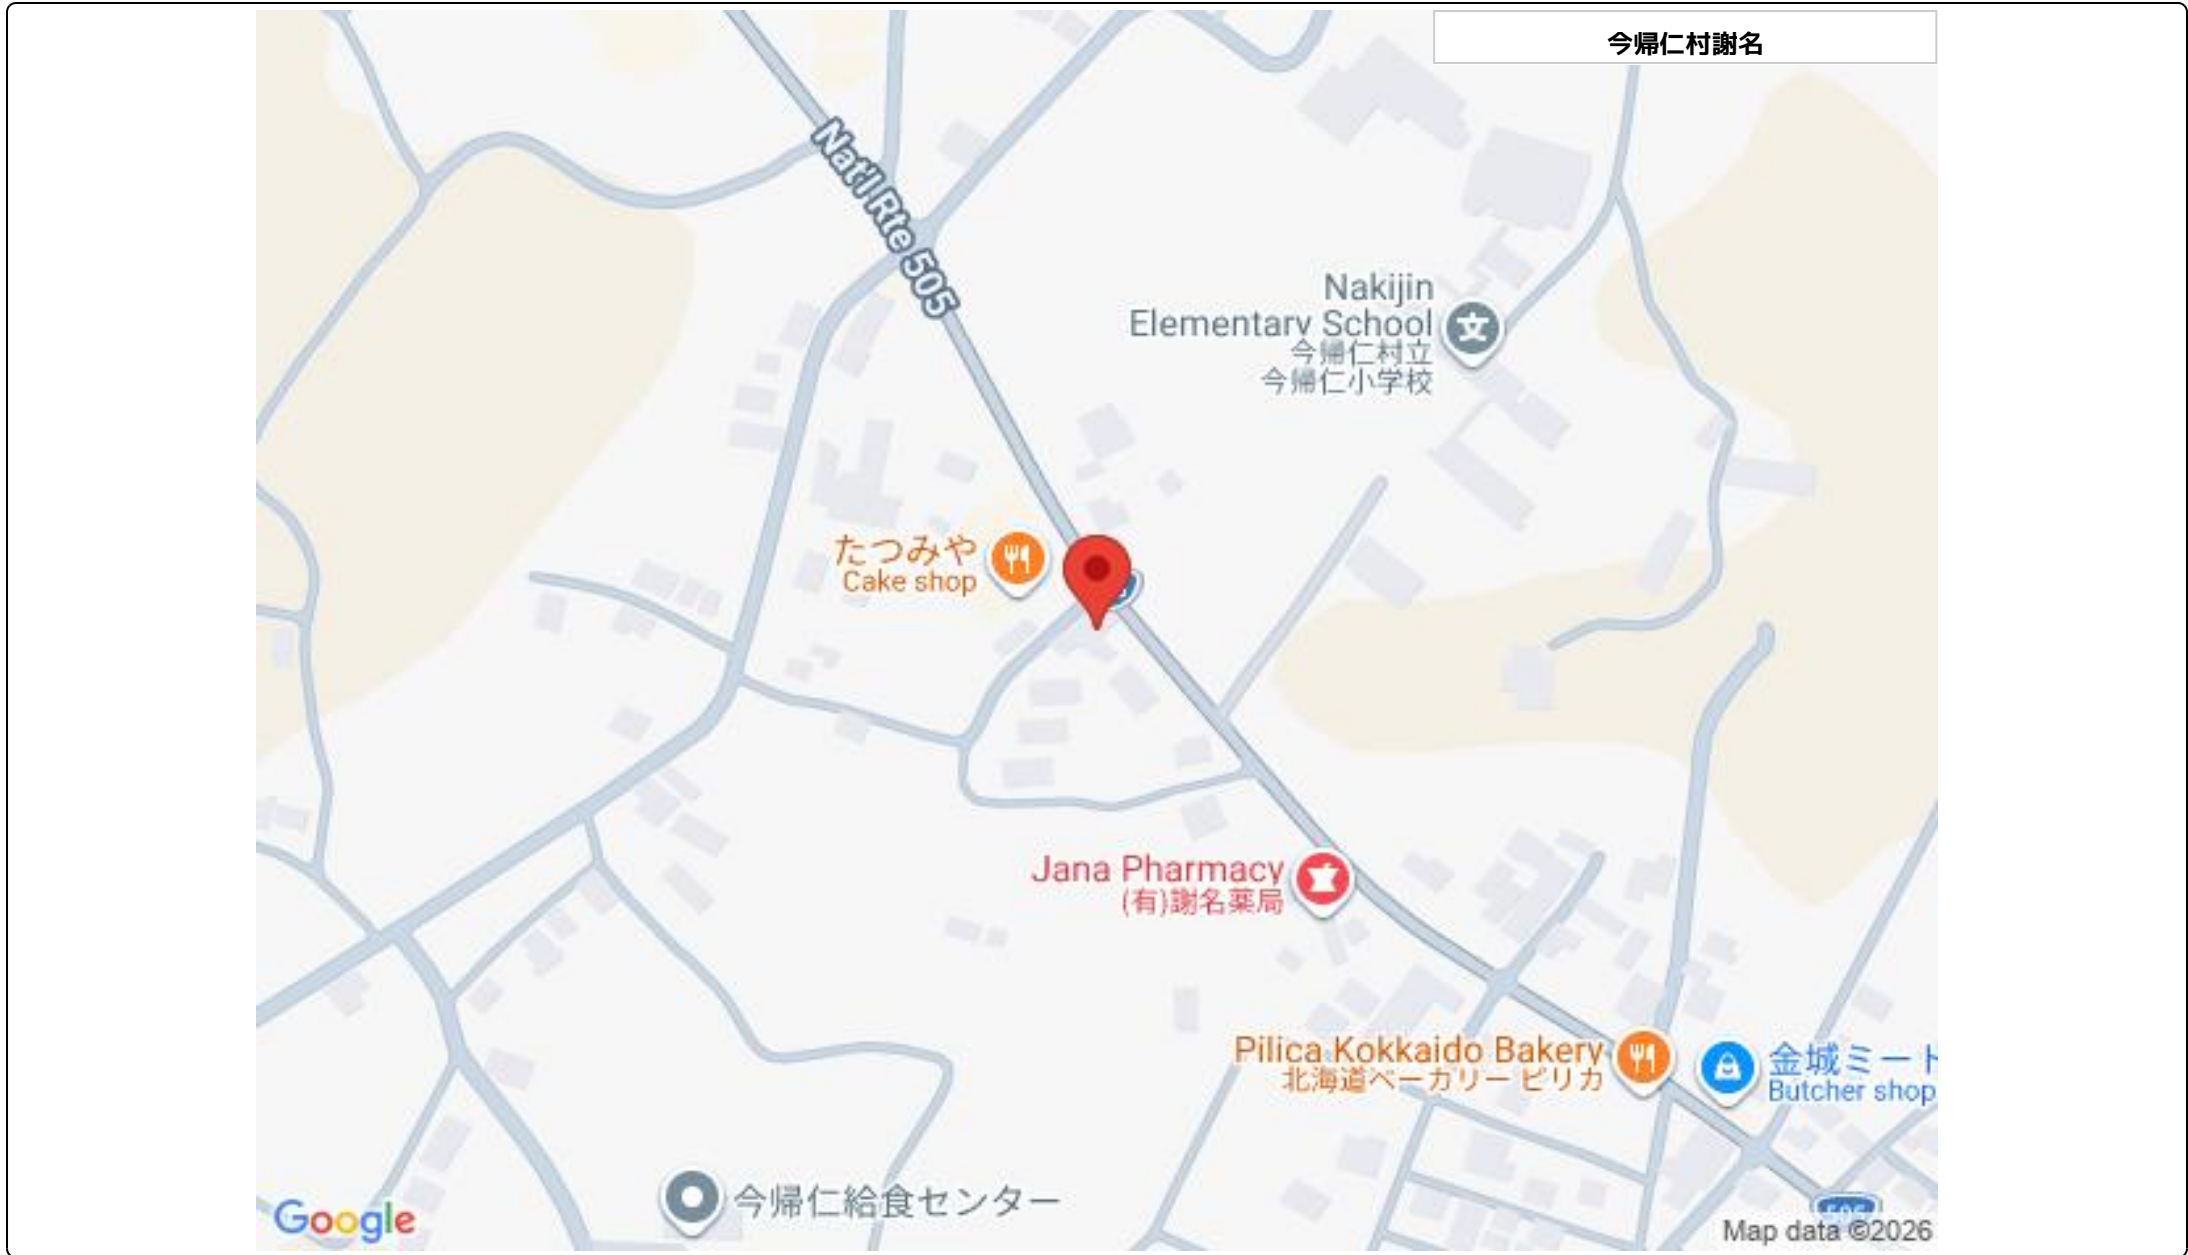 今帰仁村謝名
Nat'l Rte 505
Nakijin
Elementary School
今帰仁村立
今帰仁小学校
たつみや
Cake shop
Jana Pharmacy
(有)謝名薬局
Pilica Kokkaido Bakery
北海道ベーカリー ピリカ
金城ミート
Butcher shop
今帰仁給食センター
505
Google
Map data ©2026